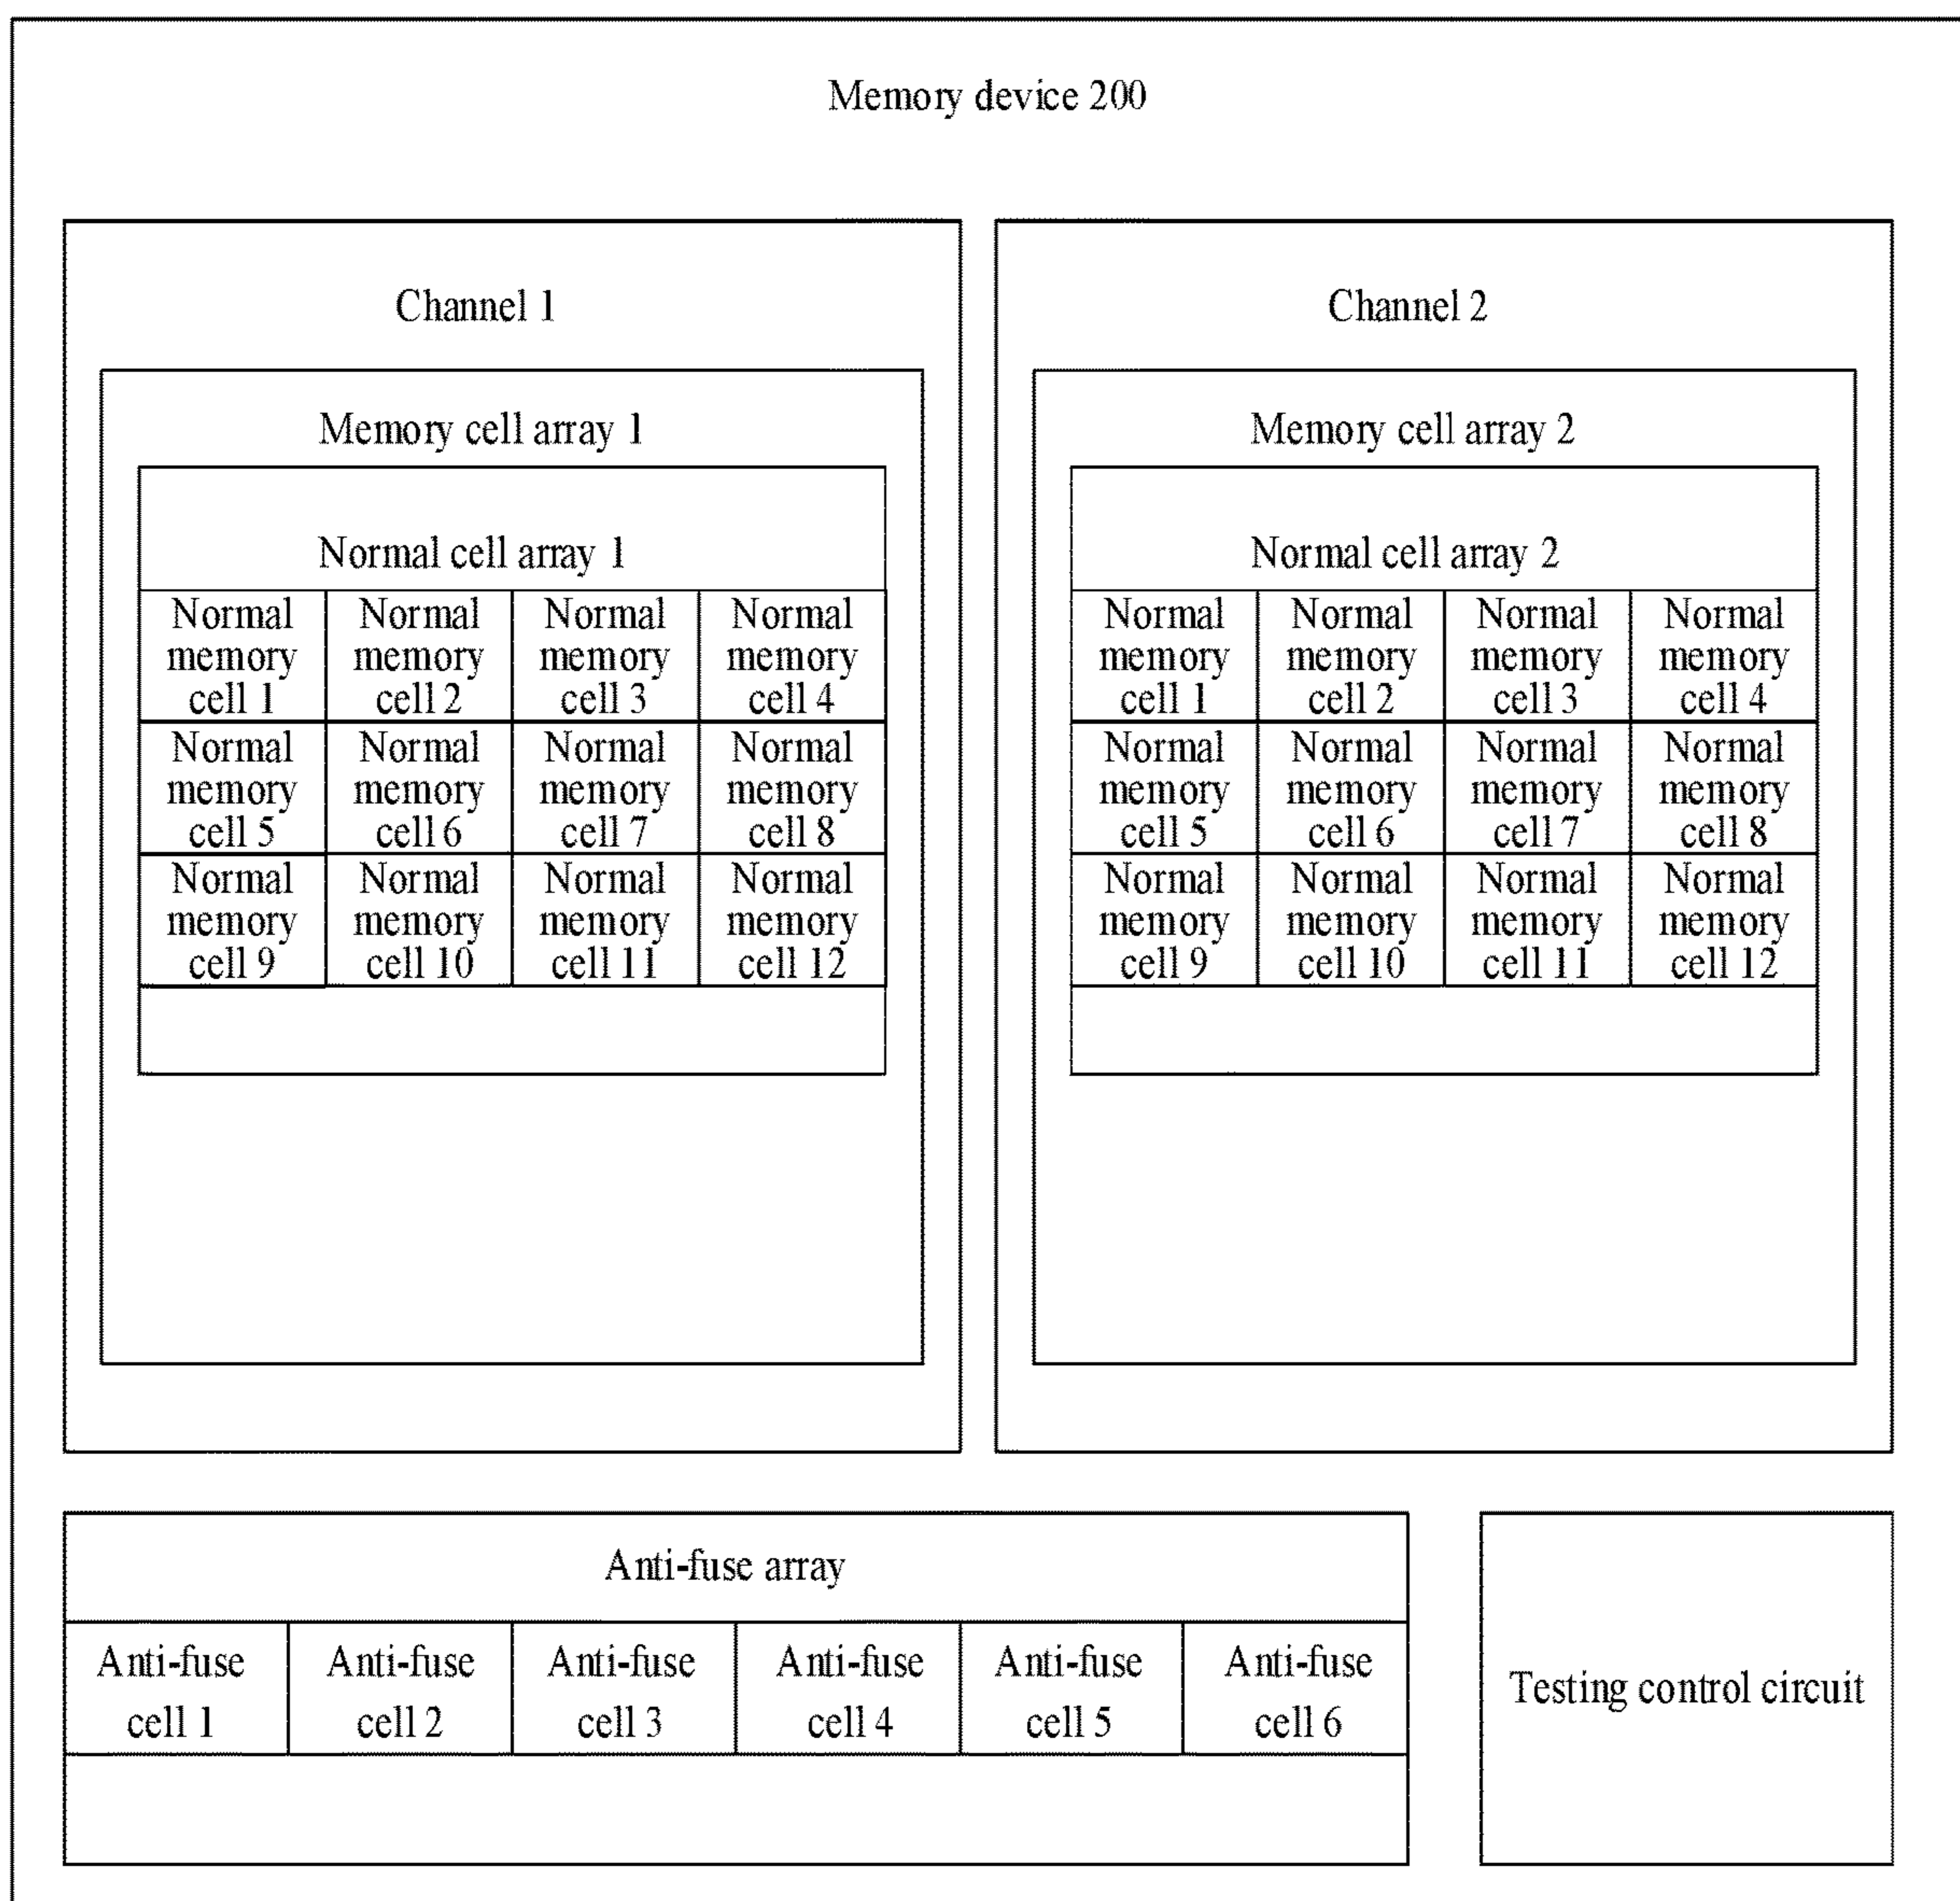 Memory device 200
Channel 1
Memory cell array 1
Normal cell array 1
Normal
memory
cell 1
Normal
memory
cell 2
Normal
memory
cell 3
Normal
memory
cell 4
Normal
memory
cell 5
Normal
memory
cell 6
Normal
memory
cell 7
Normal
memory
cell 8
Normal
memory
cell 9
Normal
memory
cell 10
Normal
memory
cell 11
Normal
memory
cell 12
Channel 2
Memory cell array 2
Normal cell array 2
Normal
memory
cell 1
Normal
memory
cell 2
Normal
memory
cell 3
Normal
memory
cell 4
Normal
memory
cell 5
Normal
memory
cell 6
Normal
memory
cell 7
Normal
memory
cell 8
Normal
memory
cell 9
Normal
memory
cell 10
Normal
memory
cell 11
Normal
memory
cell 12
Anti-fuse array
Anti-fuse
cell 1
Anti-fuse
cell 2
Anti-fuse
cell 3
Anti-fuse
cell 4
Anti-fuse
cell 5
Anti-fuse
cell 6
Testing control circuit